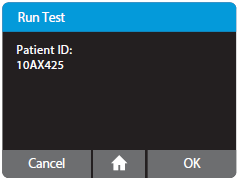 Run Test
Patient ID:
10AX425
Cancel
OK